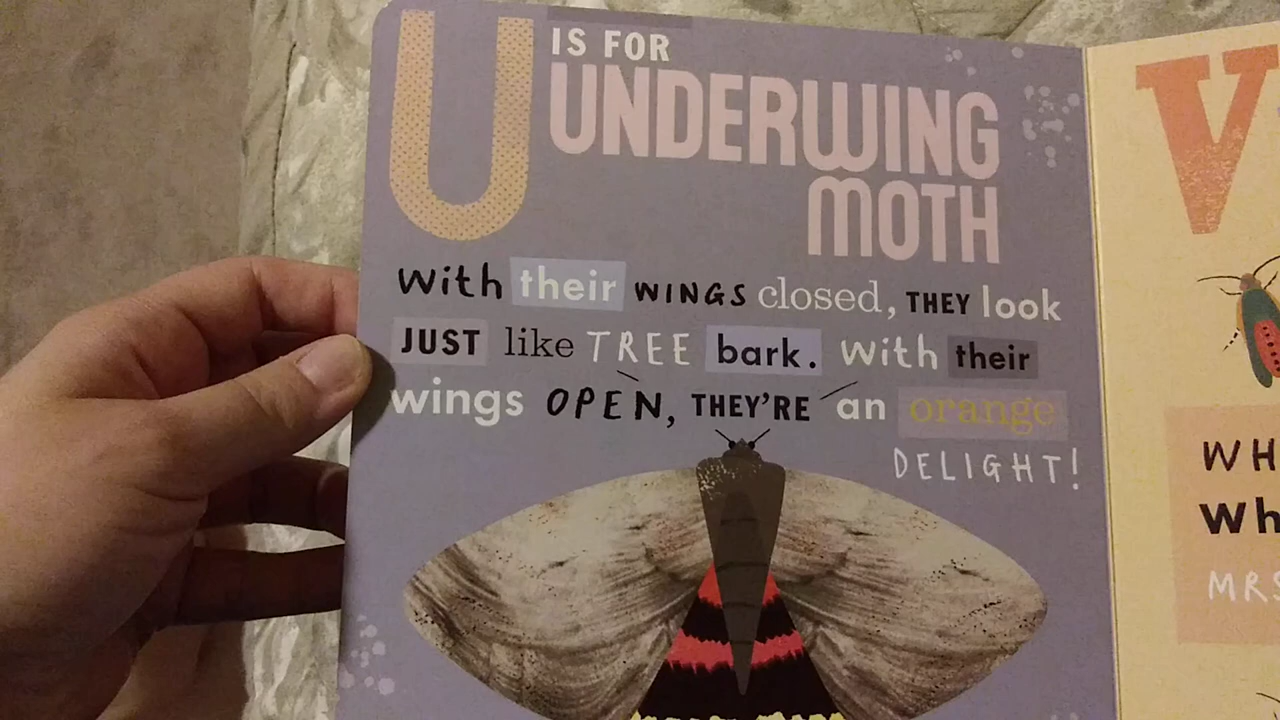 U IS FOR
UNDERWING
MOTH
With their WINGS closed, THEY look
JUST like TREE bark. With their
wings OPEN, THEY'RE an orange
DELIGHT!
V
WH
Wh
MRS